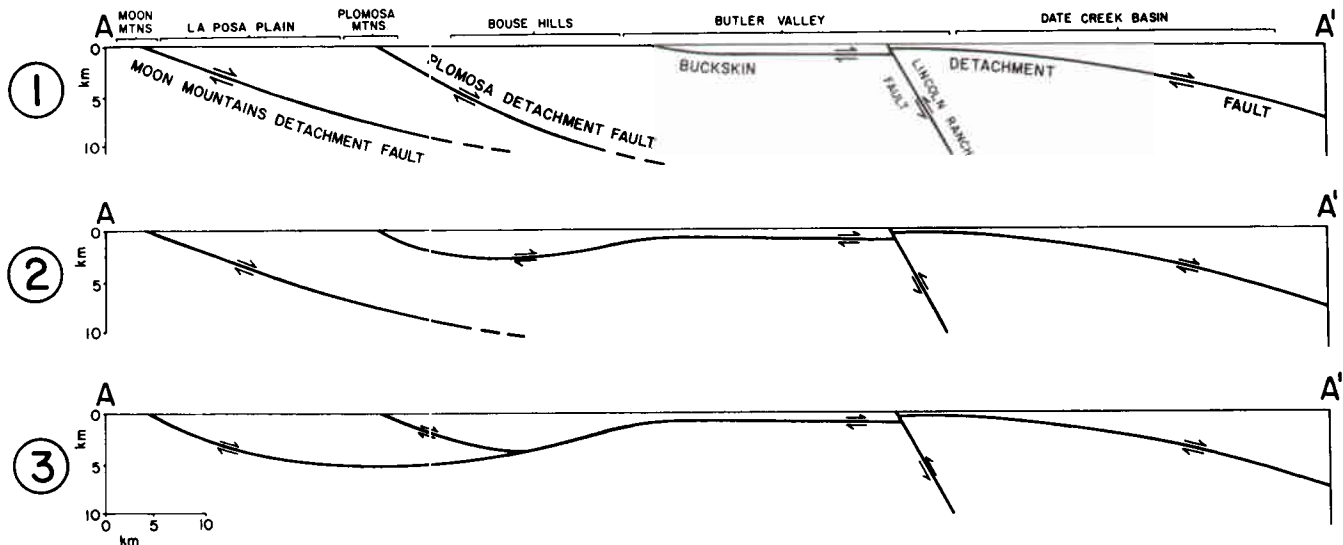 A MOON MTNS LA POSA PLAIN PLOMOSA MTNS BOUSE HILLS BUTLER VALLEY DATE CREEK BASIN A'
1
0
km
5
10
MOON MOUNTAINS DETACHMENT FAULT
PLOMOSA DETACHMENT FAULT
BUCKSKIN
LINCOLN RANCH
FAULT
DETACHMENT
FAULT
A A'
2
0
km
5
10
A A'
3
0
km
5
10
0 5 10
km